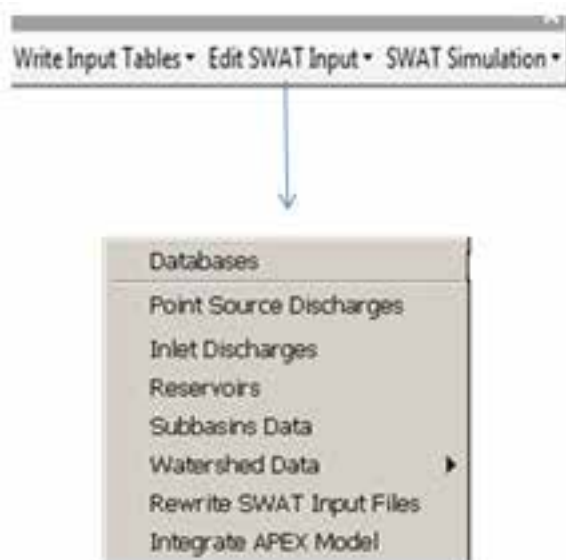 Write Input Tables Edit SWAT Input SWAT Simulation
Databases
Point Source Discharges
Inlet Discharges
Reservoirs
Subbasins Data
Watershed Data
Rewrite SWAT Input Files
Integrate APEX Model